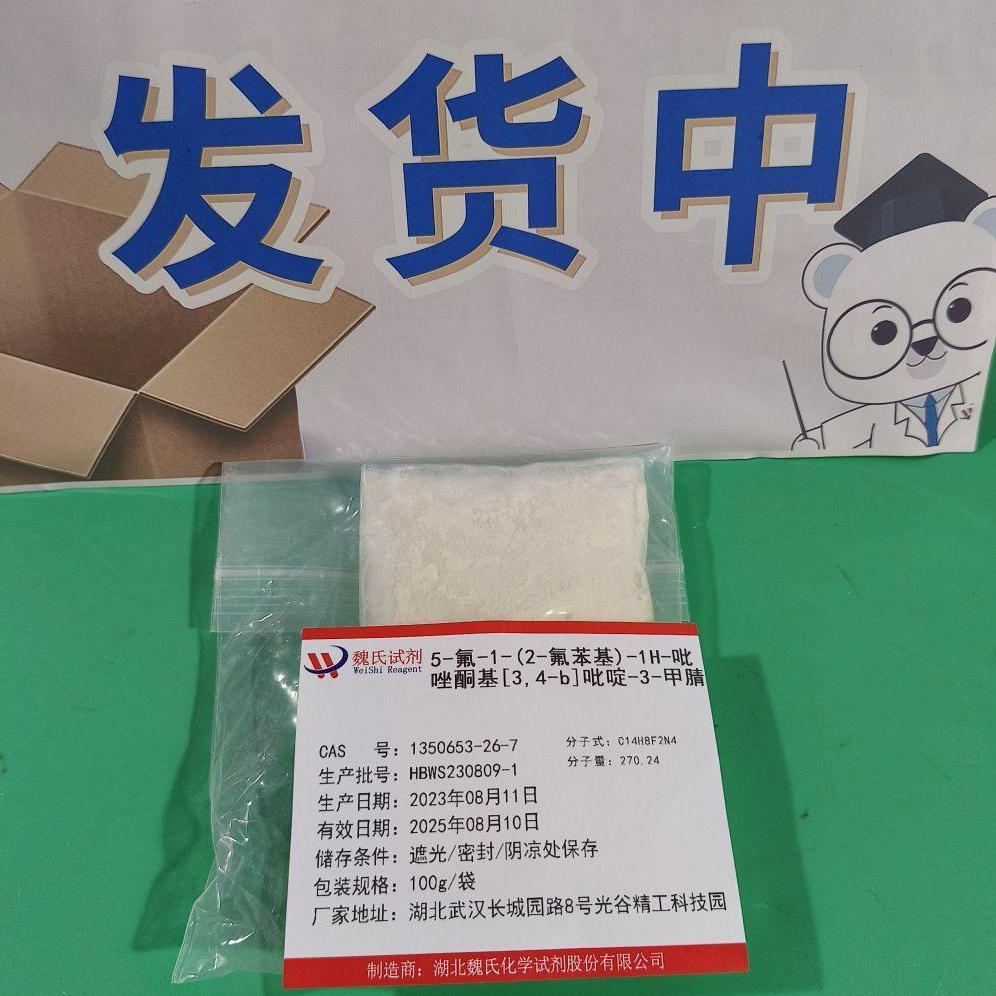 发货中
魏氏试剂
WeiShi Reagent
5-氟-1-(2-氟苯基)-1H-吡
唑酮基[3,4-b]吡啶-3-甲腈
CAS 号：1350653-26-7
分子式：C14H8F2N4
生产批号：HBWS230809-1
分子量：270.24
生产日期：2023年08月11日
有效日期：2025年08月10日
储存条件：遮光/密封/阴凉处保存
包装规格：100g/袋
厂家地址：湖北武汉长城园路8号光谷精工科技园
制造商：湖北魏氏化学试剂股份有限公司